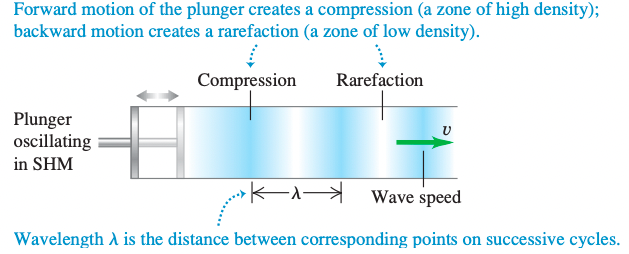 Forward motion of the plunger creates a compression (a zone of high density);
backward motion creates a rarefaction (a zone of low density).
Compression
Rarefaction
Plunger
oscillating
in SHM
v
λ
Wave speed
Wavelength λ is the distance between corresponding points on successive cycles.